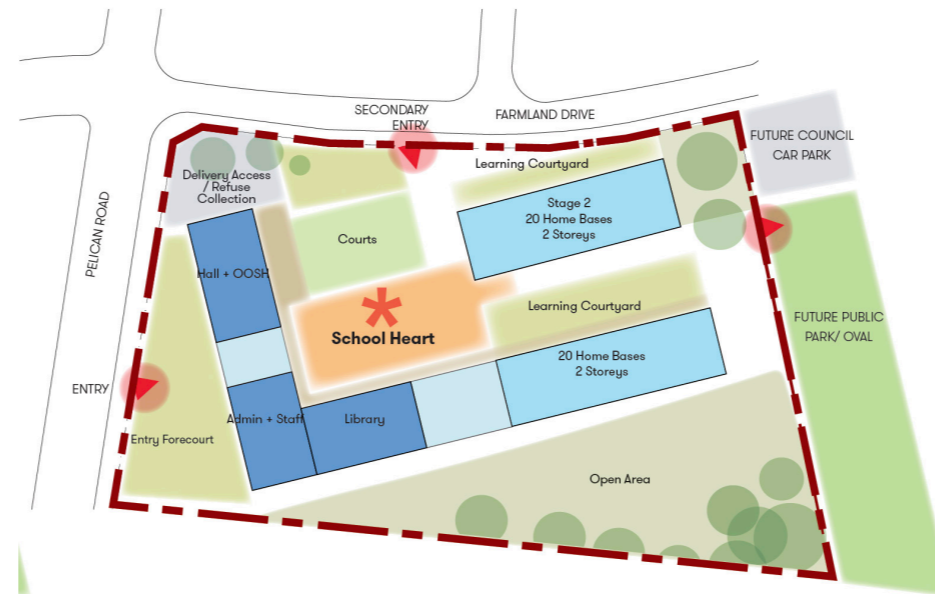 SECONDARY
ENTRY
FARMLAND DRIVE
FUTURE COUNCIL
CAR PARK
Learning Courtyard
Delivery Access
/ Refuse
Collection
PELICAN ROAD
Stage 2
20 Home Bases
2 Storeys
Courts
Hall + OOSH
Learning Courtyard
School Heart
FUTURE PUBLIC
PARK/ OVAL
20 Home Bases
2 Storeys
ENTRY
Entry Forecourt
Admin + Staff
Library
Open Area